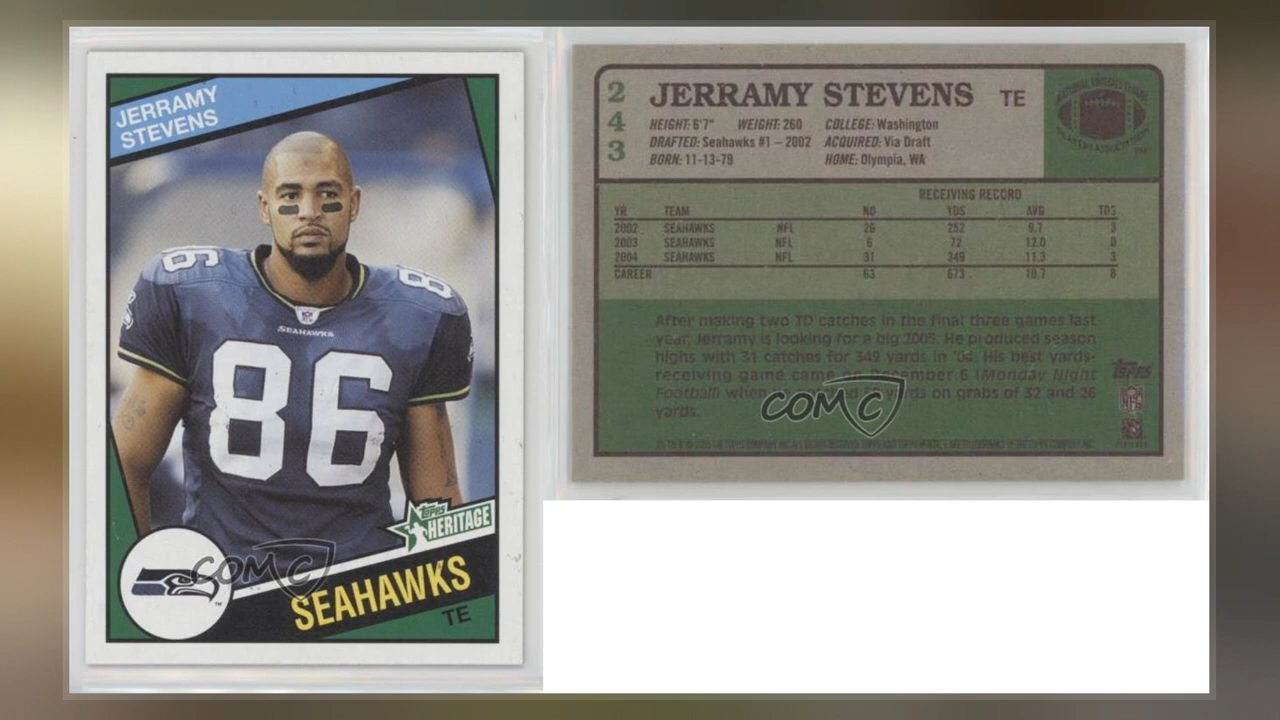 JERRAMY
STEVENS
86
86
SEAHAWKS
86
Topps
HERITAGE
SEAHAWKS
TE
COMC
243
JERRAMY STEVENS TE
HEIGHT: 6'7" WEIGHT: 260 COLLEGE: Washington
DRAFTED: Seahawks #1 – 2002 ACQUIRED: Via Draft
BORN: 11-13-79 HOME: Olympia, WA
RECEIVING RECORD
YR TEAM NO YDS AVG TDS
2002 SEAHAWKS NFL 26 252 9.7 3
2003 SEAHAWKS NFL 6 72 12.0 0
2004 SEAHAWKS NFL 31 349 11.3 3
CAREER 63 673 10.7 6
After making two TD catches in the final three games last
year, Jerramy is looking for a big 2005. He produced season
highs with 31 catches for 349 yards in '04. His best yards-
receiving game came on December 6 (Monday Night
Football) when yards on grabs of 32 and 26
yards.
Topps
NFL
COMC